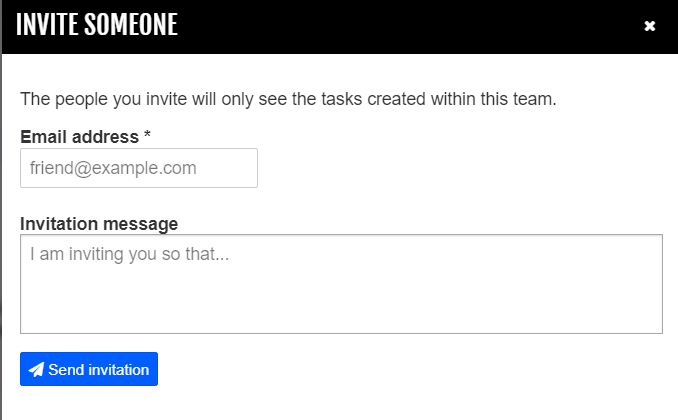 INVITE SOMEONE
The people you invite will only see the tasks created within this team.
Email address *
friend@example.com
Invitation message
I am inviting you so that...
Send invitation